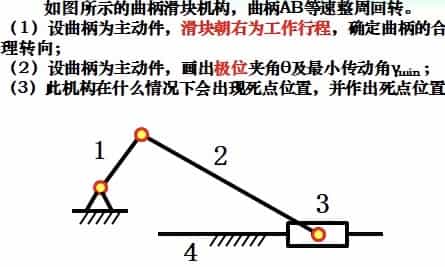 如图所示的曲柄滑块机构，曲柄AB等速整周回转。
（1）设曲柄为主动件，滑块朝右为工作行程，确定曲柄的合
理转向；
（2）设曲柄为主动件，画出极位夹角θ及最小传动角γmin；
（3）此机构在什么情况下会出现死点位置，并作出死点位置
1
2
3
4